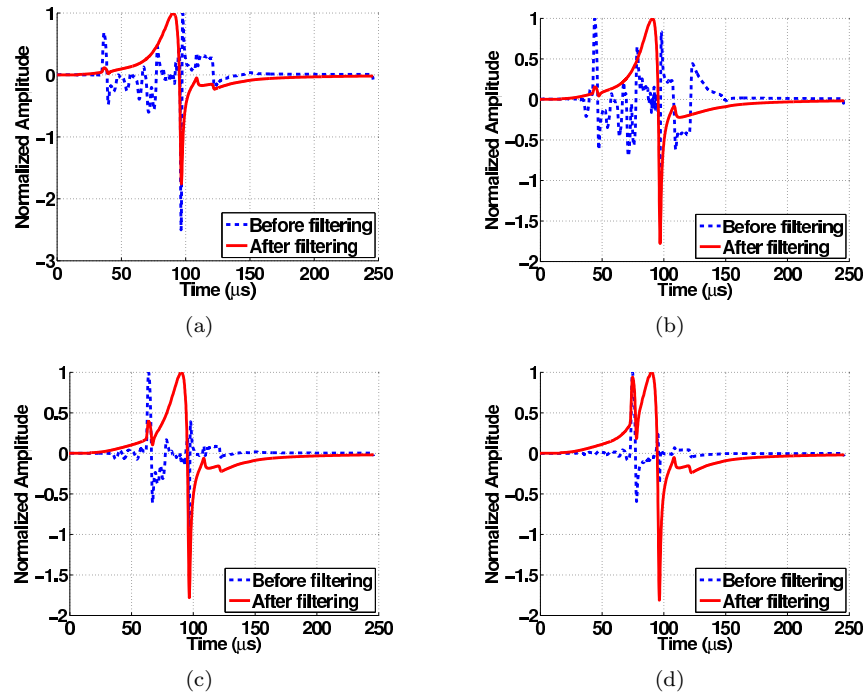 1
0
−1
−2
−3
Normalized Amplitude
0 50 100 150 200 250
Time (μs)
Before filtering
After filtering
(a)
1
0.5
0
−0.5
−1
−1.5
−2
Normalized Amplitude
0 50 100 150 200 250
Time (μs)
Before filtering
After filtering
(b)
1
0.5
0
−0.5
−1
−1.5
−2
Normalized Amplitude
0 50 100 150 200 250
Time (μs)
Before filtering
After filtering
(c)
1
0.5
0
−0.5
−1
−1.5
−2
Normalized Amplitude
0 50 100 150 200 250
Time (μs)
Before filtering
After filtering
(d)